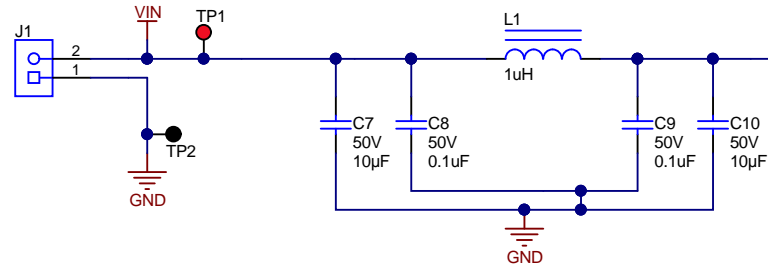 J1
VIN
TP1
L1
2
1
1uH
C7
50V
10µF
C8
50V
0.1uF
C9
50V
0.1uF
C10
50V
10µF
TP2
GND
GND